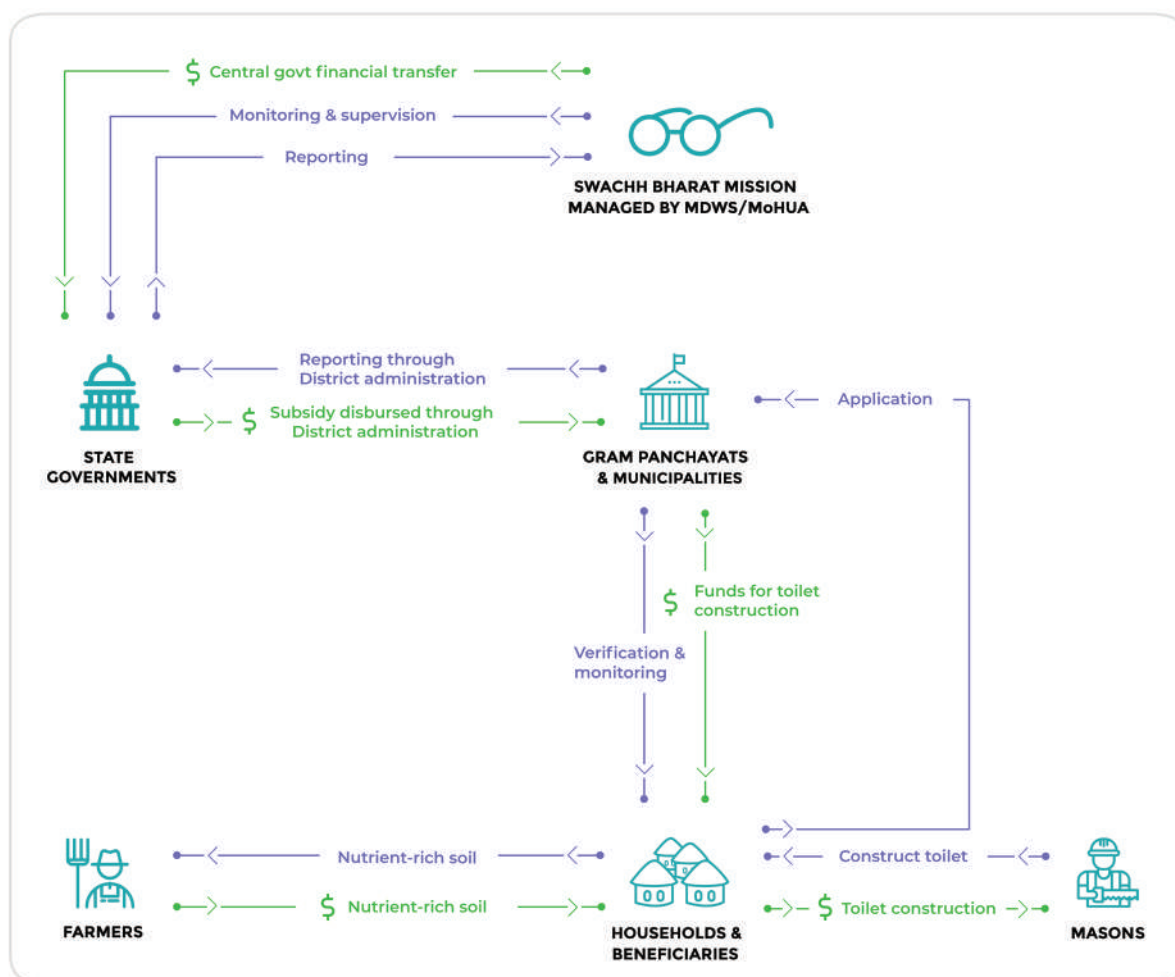 $ Central govt financial transfer
Monitoring & supervision
Reporting
SWACHH BHARAT MISSION
MANAGED BY MDWS/MoHUA
Reporting through
District administration
$ Subsidy disbursed through
District administration
STATE
GOVERNMENTS
GRAM PANCHAYATS
& MUNICIPALITIES
Application
$ Funds for toilet
construction
Verification &
monitoring
Nutrient-rich soil
$ Nutrient-rich soil
FARMERS
HOUSEHOLDS &
BENEFICIARIES
Construct toilet
$ Toilet construction
MASONS